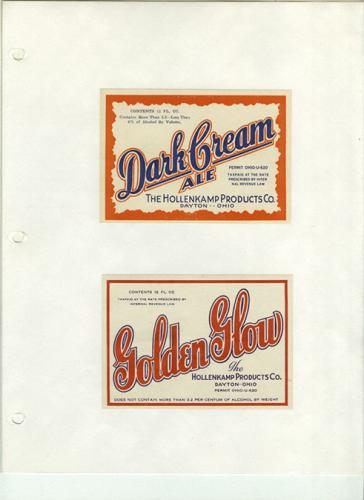 CONTENTS 12 FL. OZ.
Contains More Than 3.2—Less Than
6% of Alcohol By Volume.
Dark Cream
ALE
PERMIT OHIO-U-620
TAXPAID AT THE RATE
PRESCRIBED BY INTER
NAL REVENUE LAW
THE HOLLENKAMP PRODUCTS CO.
DAYTON - - OHIO
CONTENTS 12 FL. OZ.
TAXPAID AT THE RATE PRESCRIBED BY
INTERNAL REVENUE LAW
Golden Glow
The
HOLLENKAMP PRODUCTS CO.
DAYTON-OHIO
PERMIT OHIO-U-620
DOES NOT CONTAIN MORE THAN 3.2 PER CENTUM OF ALCOHOL BY WEIGHT